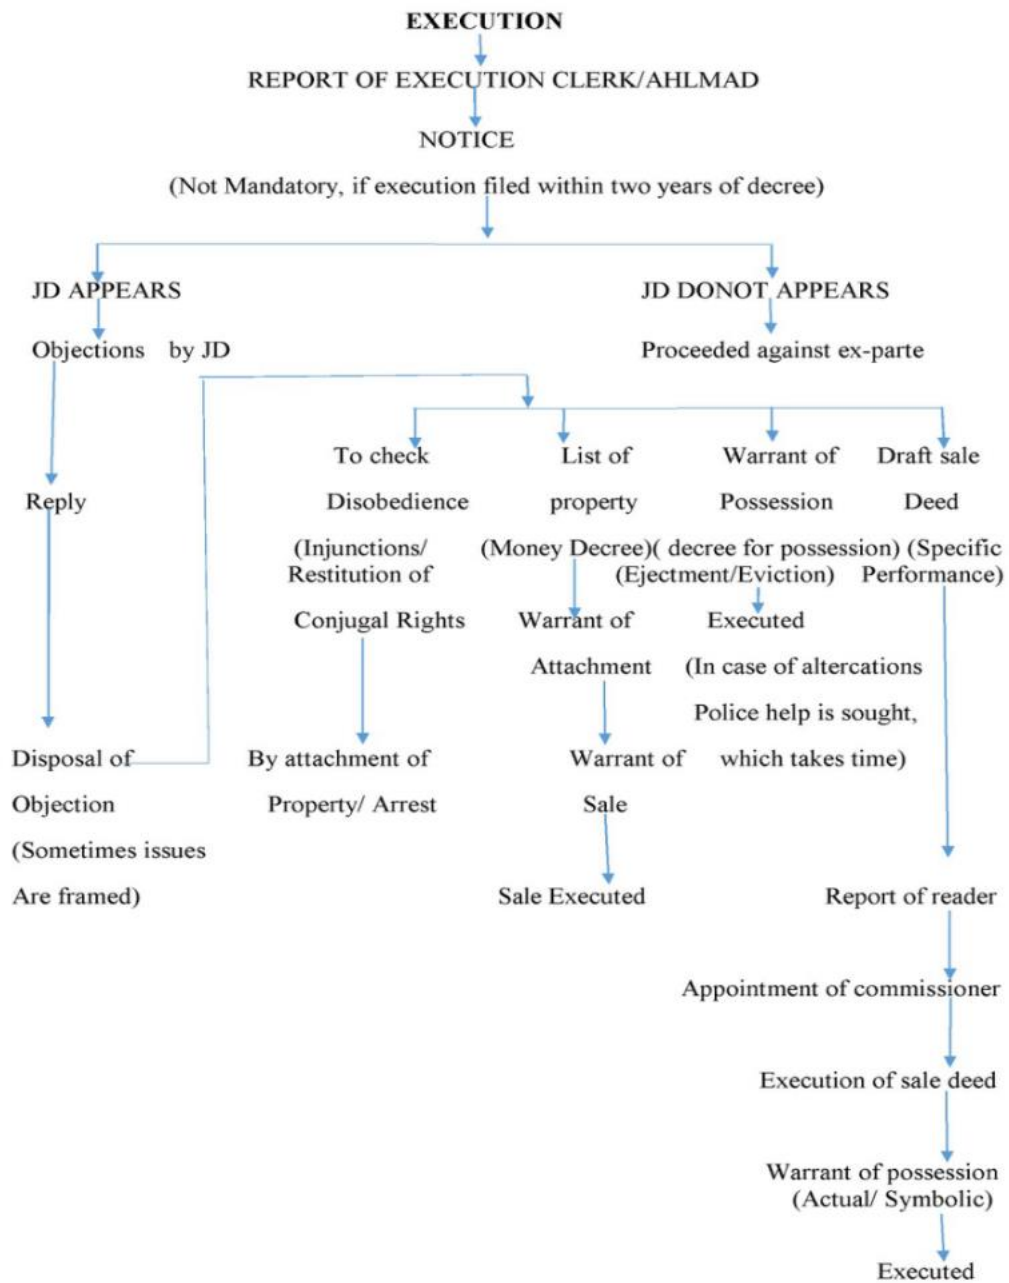 EXECUTION
REPORT OF EXECUTION CLERK/AHLMAD
NOTICE
(Not Mandatory, if execution filed within two years of decree)
JD APPEARS
JD DONOT APPEARS
Objections by JD
Proceeded against ex-parte
Reply
Disposal of
Objection
(Sometimes issues
Are framed)
To check
Disobedience
(Injunctions/
Restitution of
Conjugal Rights
By attachment of
Property/ Arrest
List of
property
(Money Decree)
Warrant of
Attachment
Warrant of
Sale
Sale Executed
Warrant of
Possession
( decree for possession)
(Ejectment/Eviction)
Executed
(In case of altercations
Police help is sought,
which takes time)
Draft sale
Deed
(Specific
Performance)
Report of reader
Appointment of commissioner
Execution of sale deed
Warrant of possession
(Actual/ Symbolic)
Executed